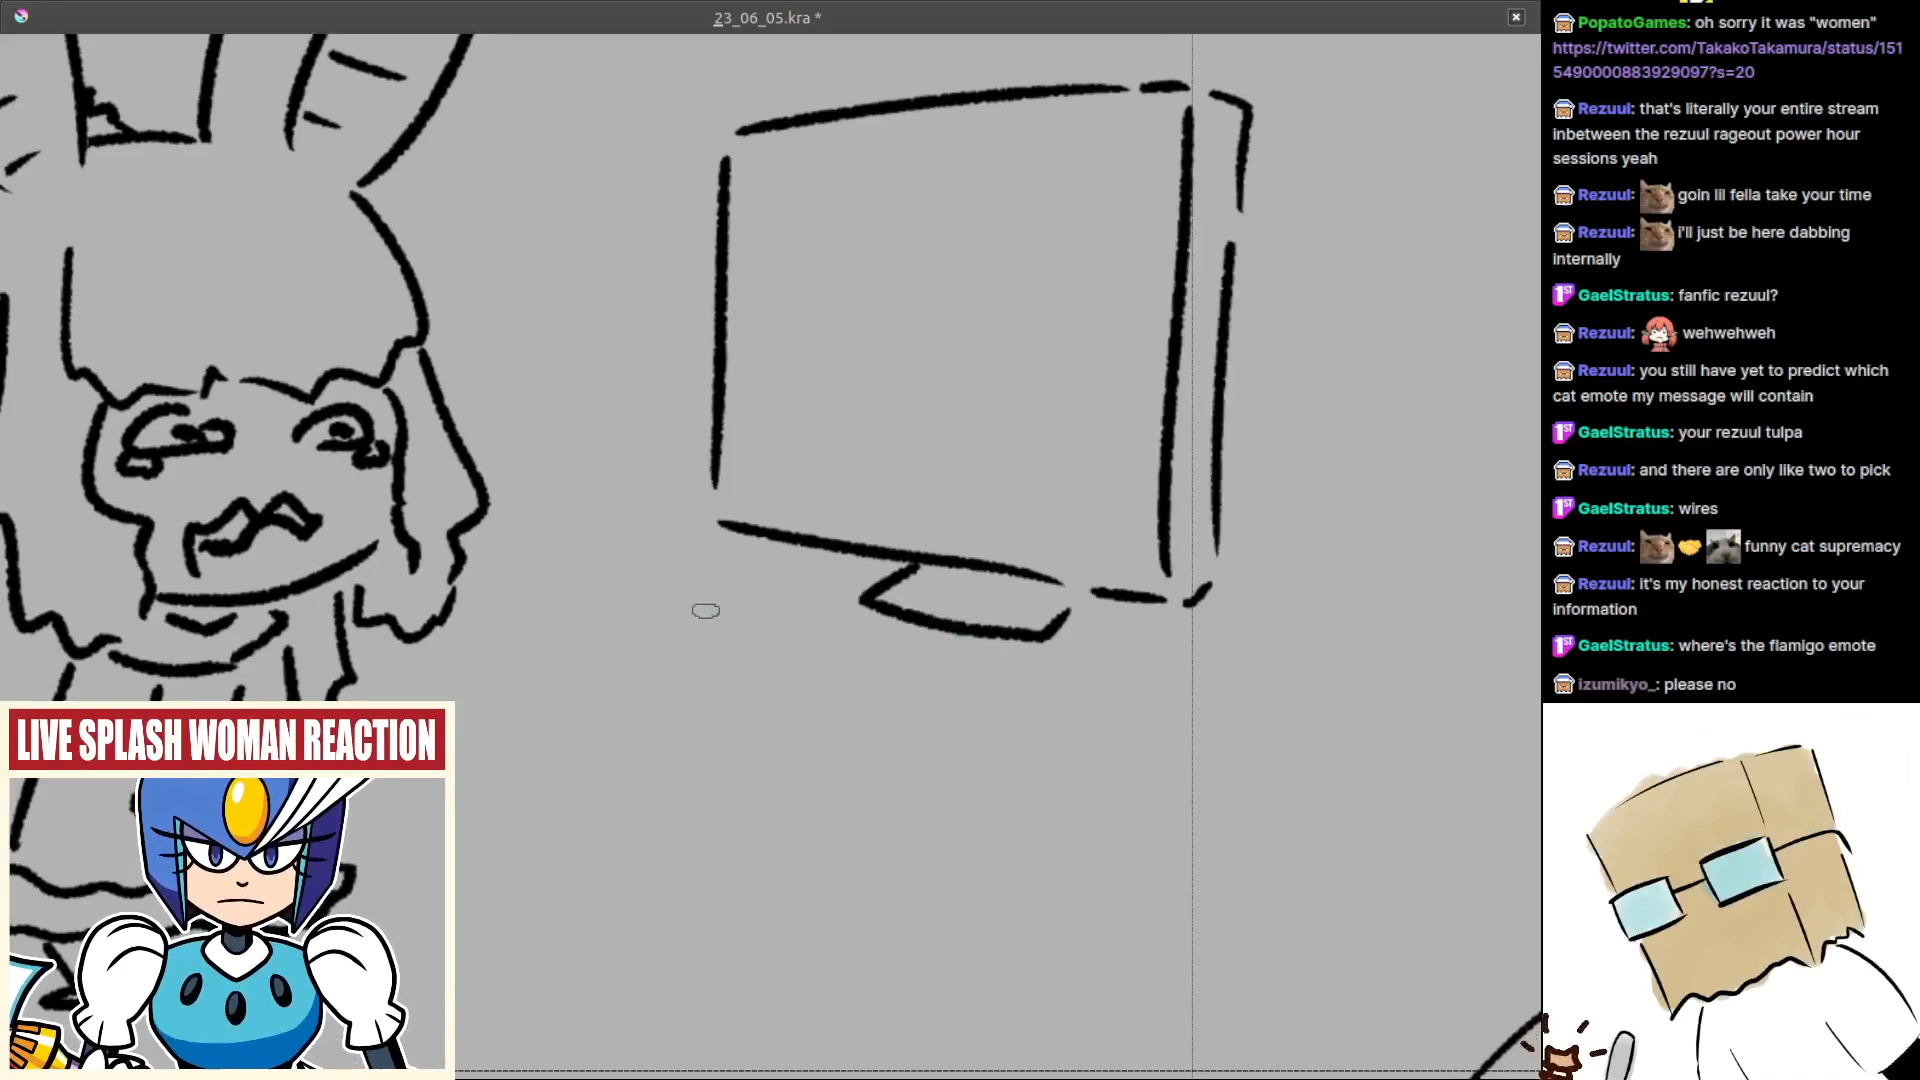 23_06_05.kra *
PopatoGames: oh sorry it was "women"
https://twitter.com/TakakoTakamura/status/151
5490000883929097?s=20
Rezuul: that's literally your entire stream
inbetween the rezuul rageout power hour
sessions yeah
Rezuul: goin lil fella take your time
Rezuul: i'll just be here dabbing
internally
1ST GaelStratus: fanfic rezuul?
Rezuul: wehwehweh
Rezuul: you still have yet to predict which
cat emote my message will contain
1ST GaelStratus: your rezuul tulpa
Rezuul: and there are only like two to pick
1ST GaelStratus: wires
Rezuul: funny cat supremacy
Rezuul: it's my honest reaction to your
information
1ST GaelStratus: where's the flamigo emote
izumikyo_: please no
LIVE SPLASH WOMAN REACTION